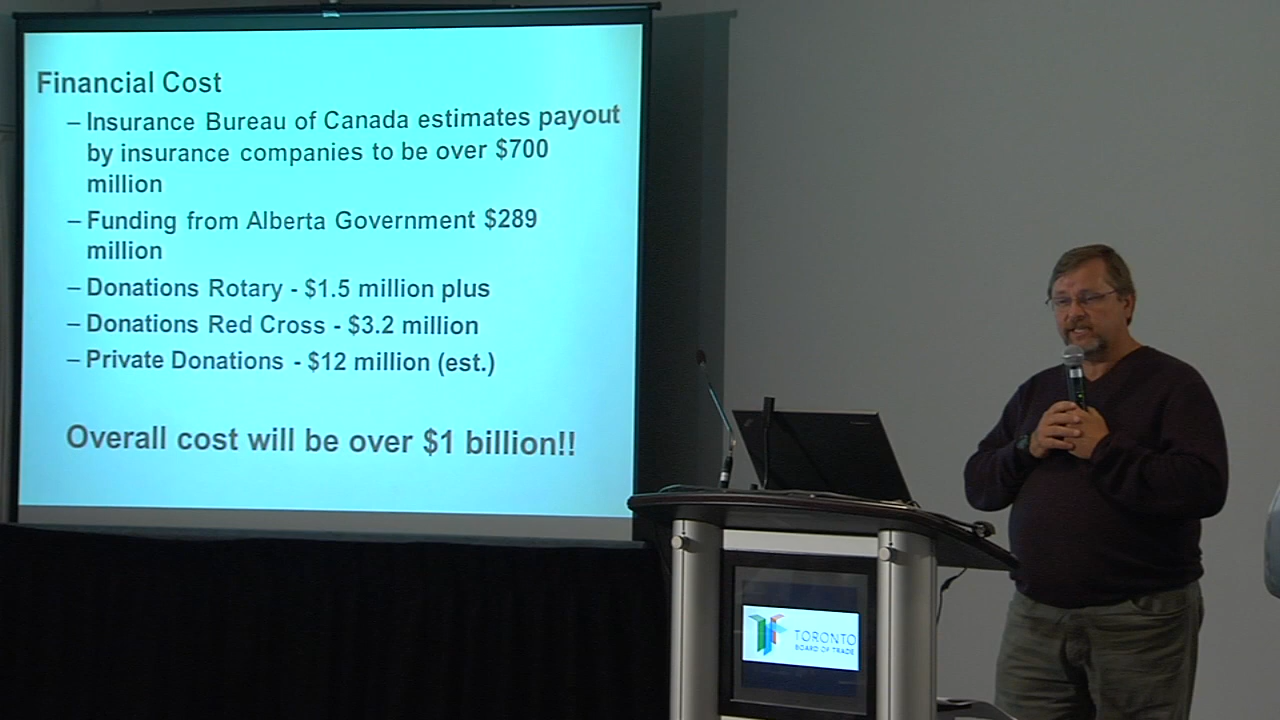 Financial Cost
– Insurance Bureau of Canada estimates payout
by insurance companies to be over $700
million
– Funding from Alberta Government $289
million
– Donations Rotary - $1.5 million plus
– Donations Red Cross - $3.2 million
– Private Donations - $12 million (est.)
Overall cost will be over $1 billion!!
TORONTO
BOARD OF TRADE